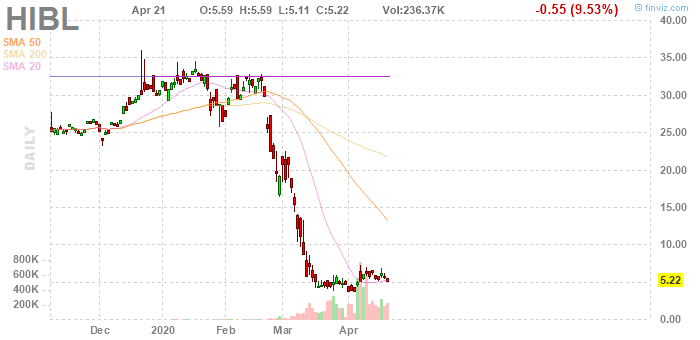 HIBL
Apr 21 O:5.59 H:5.59 L:5.11 C:5.22 Vol:236.37K -0.55 (9.53%)
© finviz.com
SMA 50
SMA 200
SMA 20
DAILY
40.00
35.00
30.00
25.00
20.00
15.00
10.00
5.22
0.00
800K
600K
400K
200K
Dec 2020 Feb Mar Apr